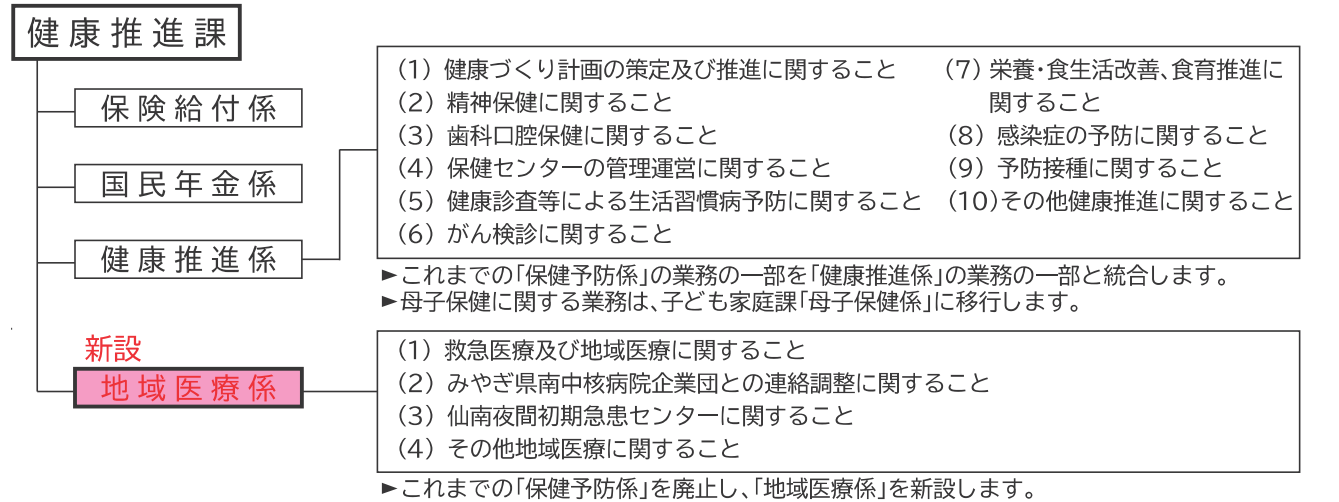 健康推進課
保険給付係
国民年金係
健康推進係
(1) 健康づくり計画の策定及び推進に関すること
(2) 精神保健に関すること
(3) 歯科口腔保健に関すること
(4) 保健センターの管理運営に関すること
(5) 健康診査等による生活習慣病予防に関すること
(6) がん検診に関すること
(7) 栄養・食生活改善、食育推進に
関すること
(8) 感染症の予防に関すること
(9) 予防接種に関すること
(10)その他健康推進に関すること
►これまでの「保健予防係」の業務の一部を「健康推進係」の業務の一部と統合します。
►母子保健に関する業務は、子ども家庭課「母子保健係」に移行します。
新設
地域医療係
(1) 救急医療及び地域医療に関すること
(2) みやぎ県南中核病院企業団との連絡調整に関すること
(3) 仙南夜間初期急患センターに関すること
(4) その他地域医療に関すること
►これまでの「保健予防係」を廃止し、「地域医療係」を新設します。